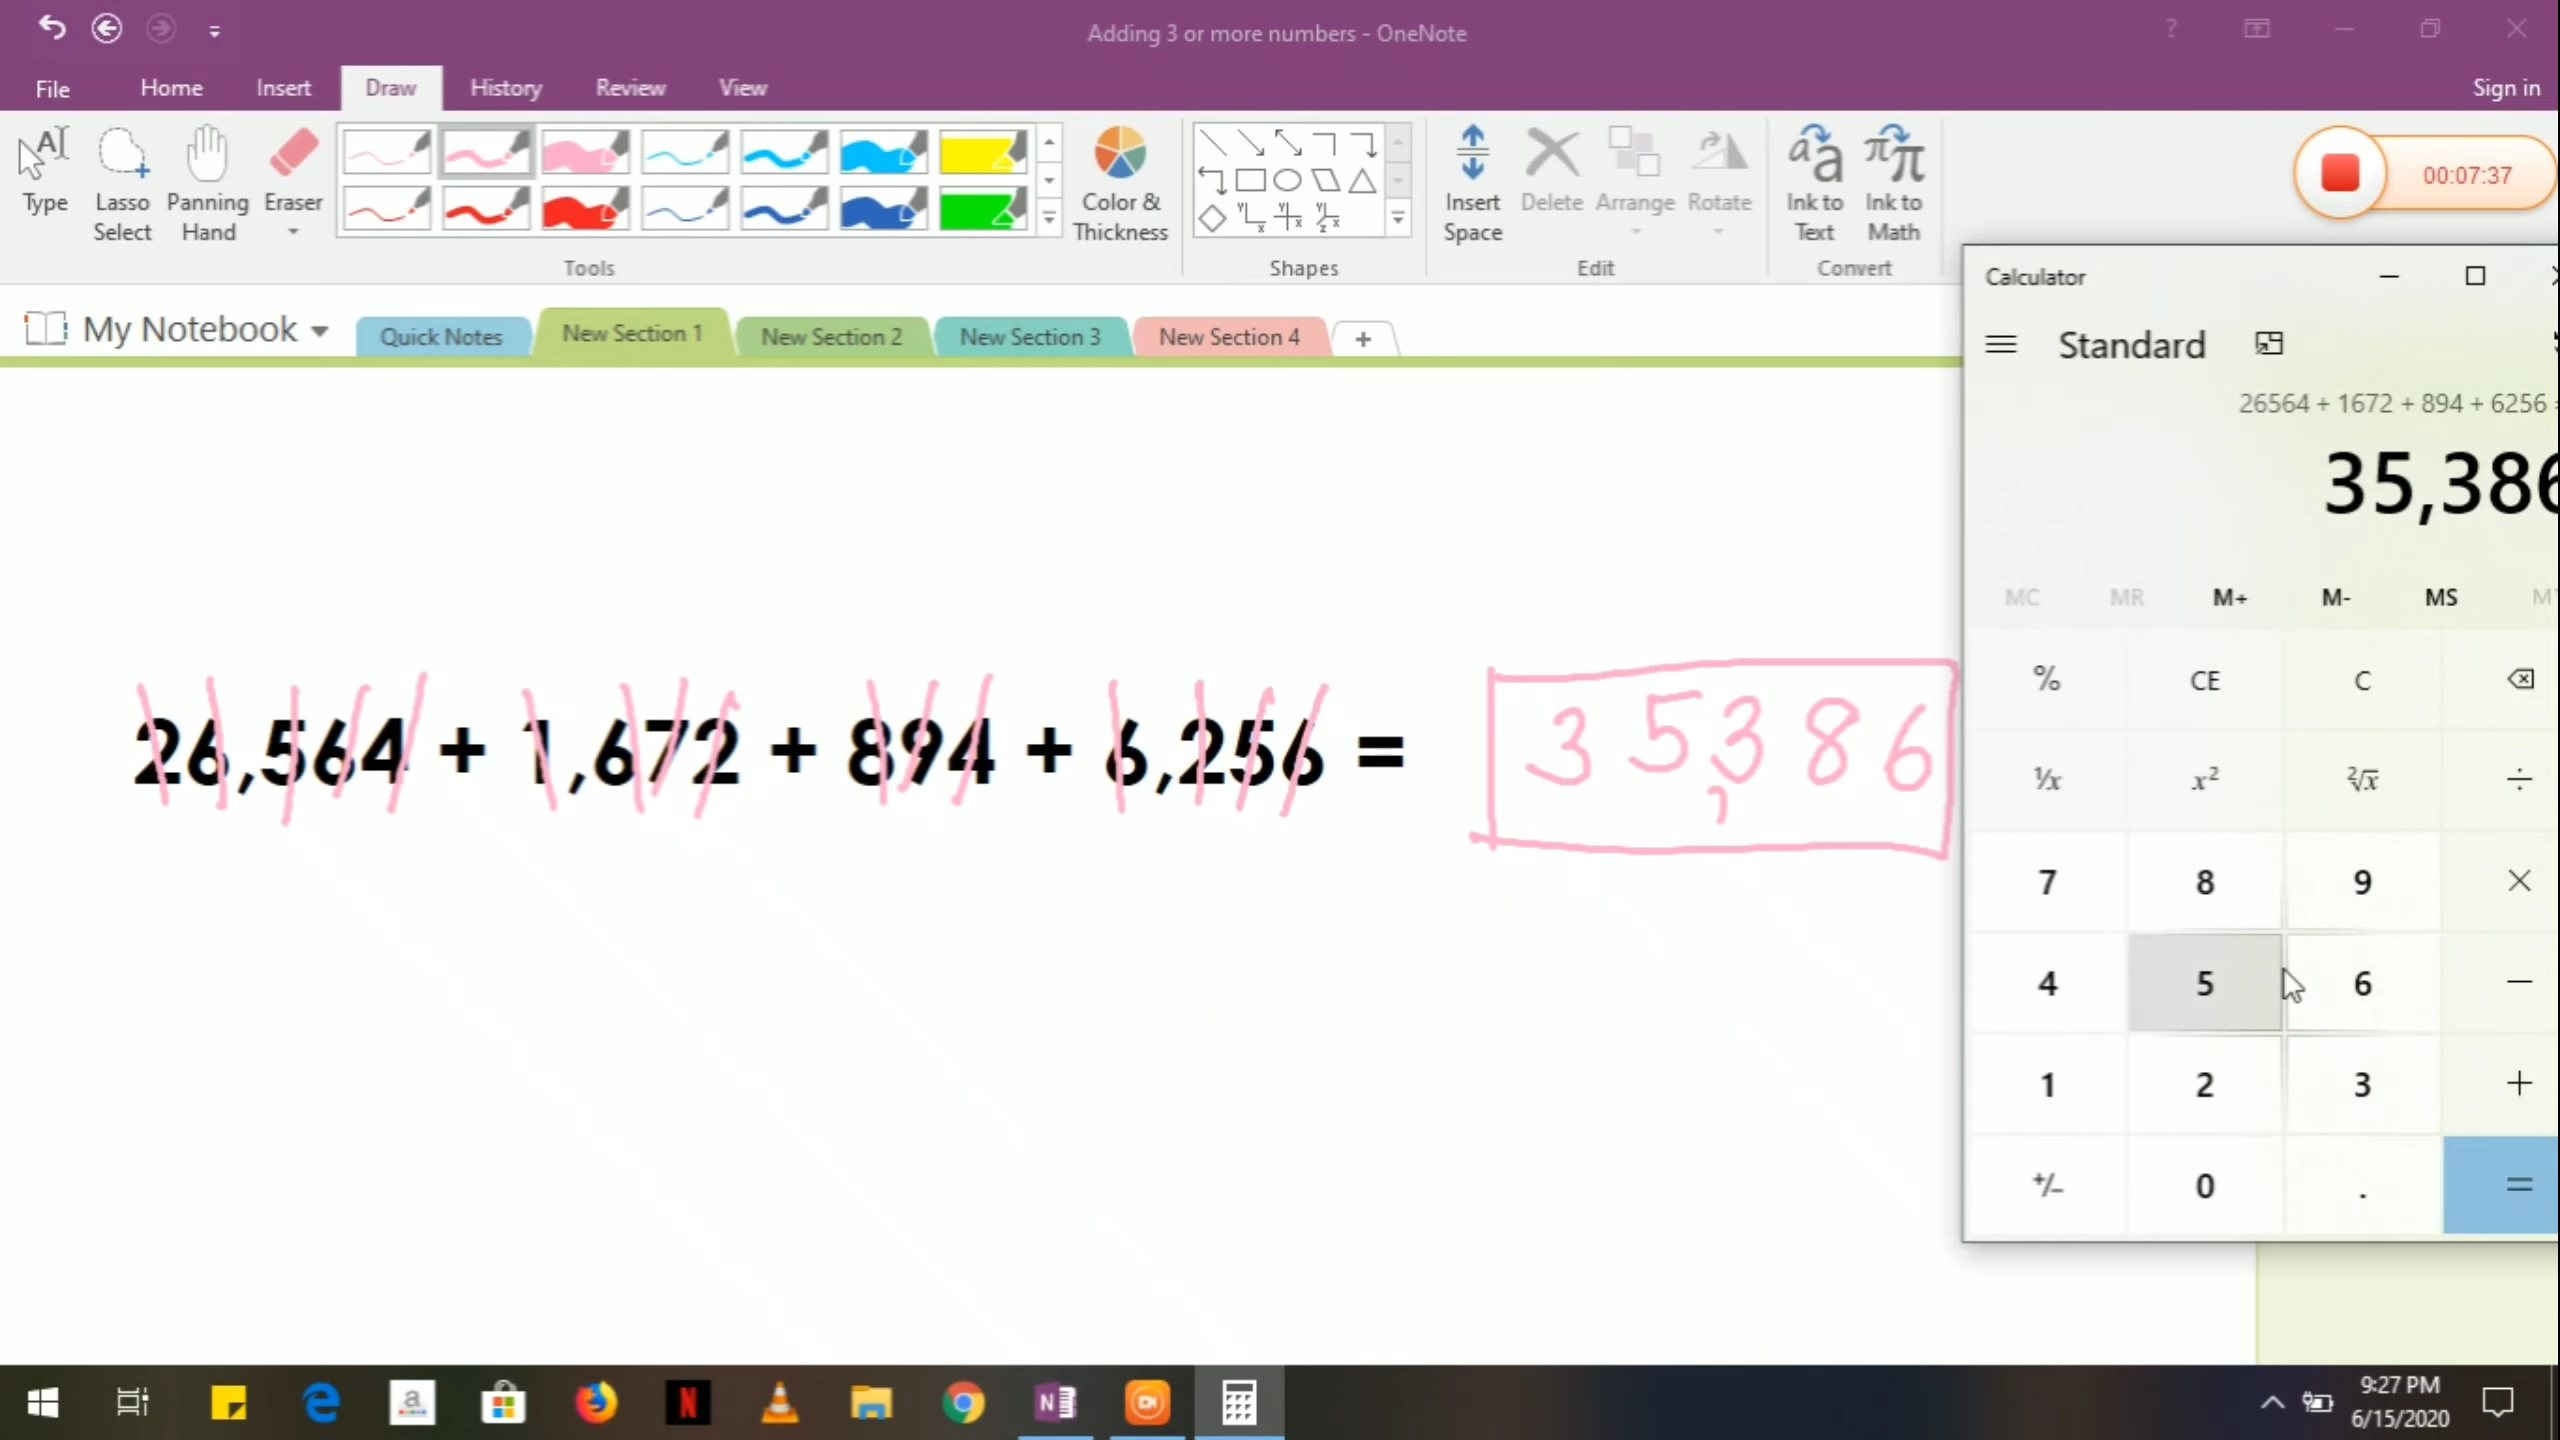 Adding 3 or more numbers - OneNote
File Home Insert Draw History Review View Sign in
Type
Lasso Select
Panning Hand
Eraser
Color & Thickness
Insert Space
Delete
Arrange
Rotate
Ink to Text
Ink to Math
Tools Shapes Edit Convert
00:07:37
My Notebook Quick Notes New Section 1 New Section 2 New Section 3 New Section 4 +
26,564 + 1,672 + 894 + 6,256 = 35,386
Calculator
Standard
26564 + 1672 + 894 + 6256
35,386
MC MR M+ M- MS
% CE C
⅟x x² ²√x ÷
7 8 9 ×
4 5 6 −
1 2 3 +
+/− 0 . =
9:27 PM
6/15/2020